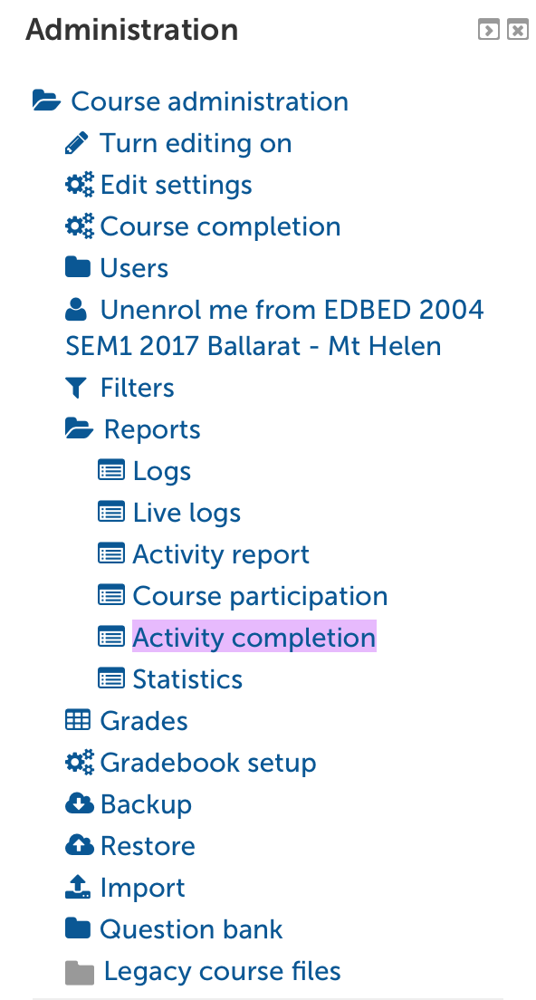 Administration
Course administration
Turn editing on
Edit settings
Course completion
Users
Unenrol me from EDBED 2004
SEM1 2017 Ballarat - Mt Helen
Filters
Reports
Logs
Live logs
Activity report
Course participation
Activity completion
Statistics
Grades
Gradebook setup
Backup
Restore
Import
Question bank
Legacy course files